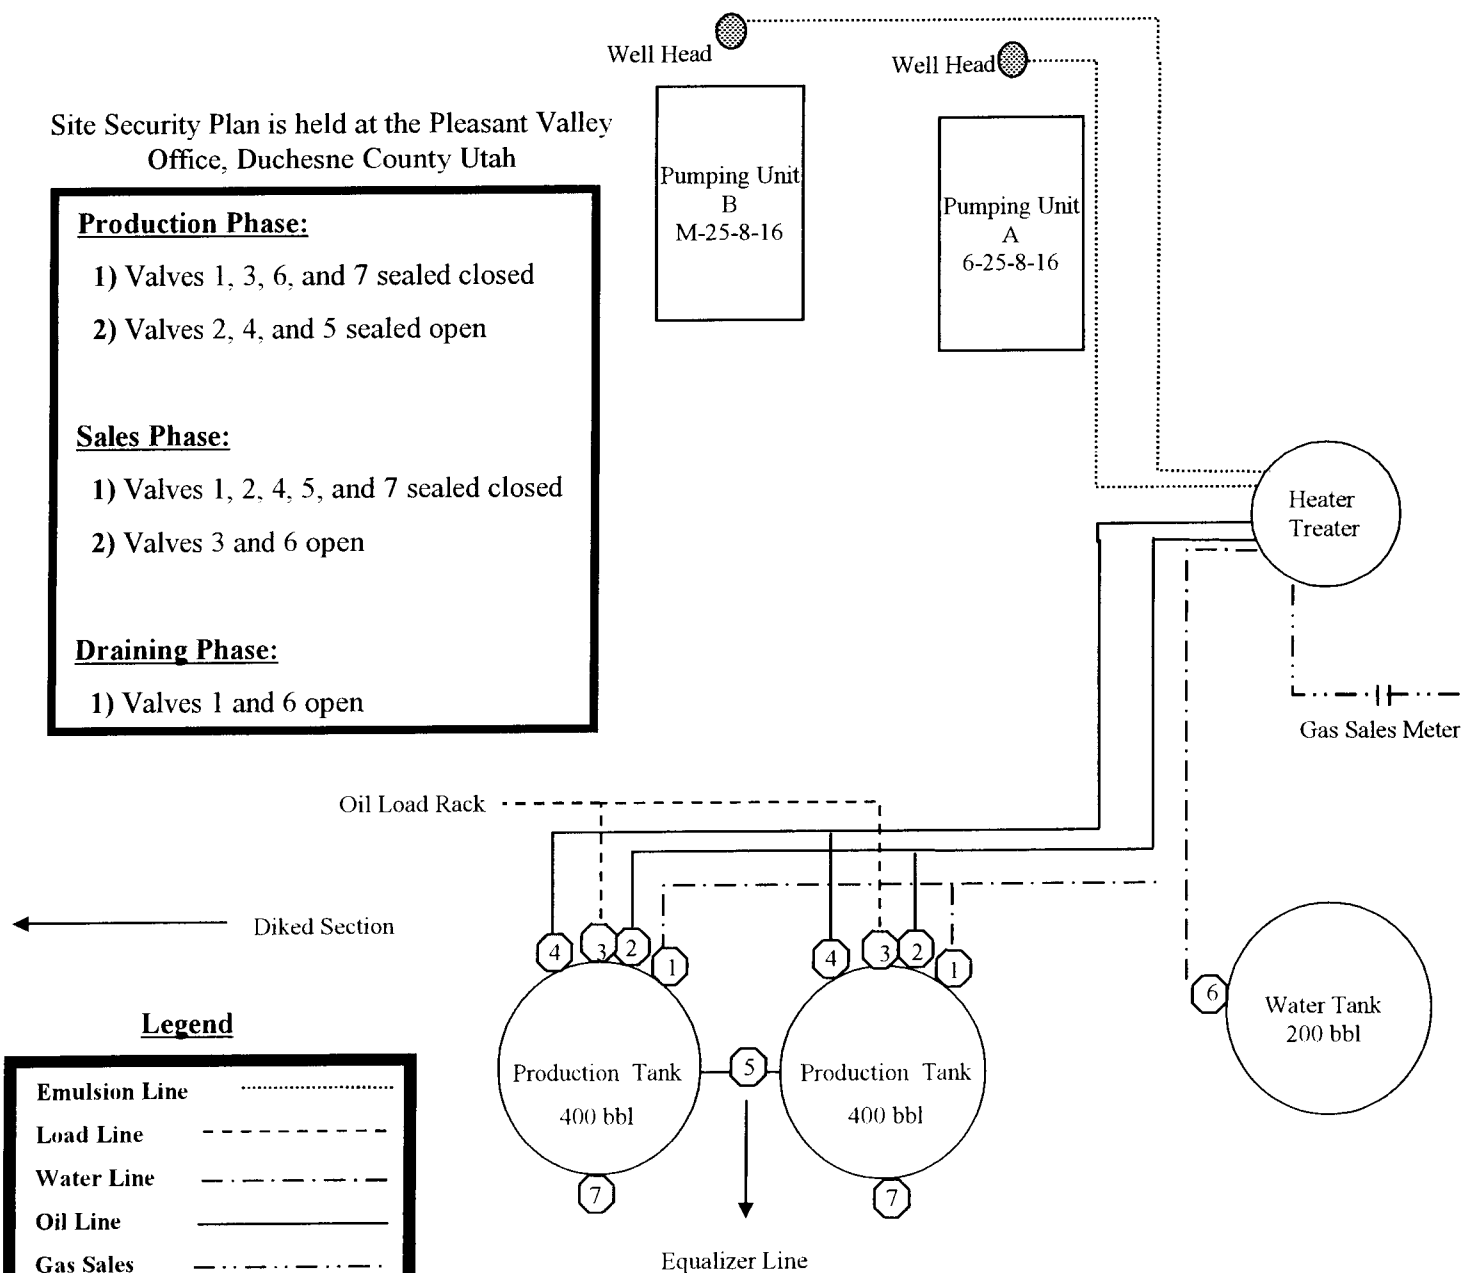 Well Head
Well Head
Site Security Plan is held at the Pleasant Valley
Office, Duchesne County Utah
Pumping Unit
B
M-25-8-16
Pumping Unit
A
6-25-8-16
Production Phase:
1) Valves 1, 3, 6, and 7 sealed closed
2) Valves 2, 4, and 5 sealed open
Sales Phase:
1) Valves 1, 2, 4, 5, and 7 sealed closed
2) Valves 3 and 6 open
Draining Phase:
1) Valves 1 and 6 open
Heater
Treater
Gas Sales Meter
Oil Load Rack
Diked Section
4 3 2 1
4 3 2 1
6
Water Tank
200 bbl
Production Tank
400 bbl
5
Production Tank
400 bbl
7
7
Equalizer Line
Legend
Emulsion Line
Load Line
Water Line
Oil Line
Gas Sales